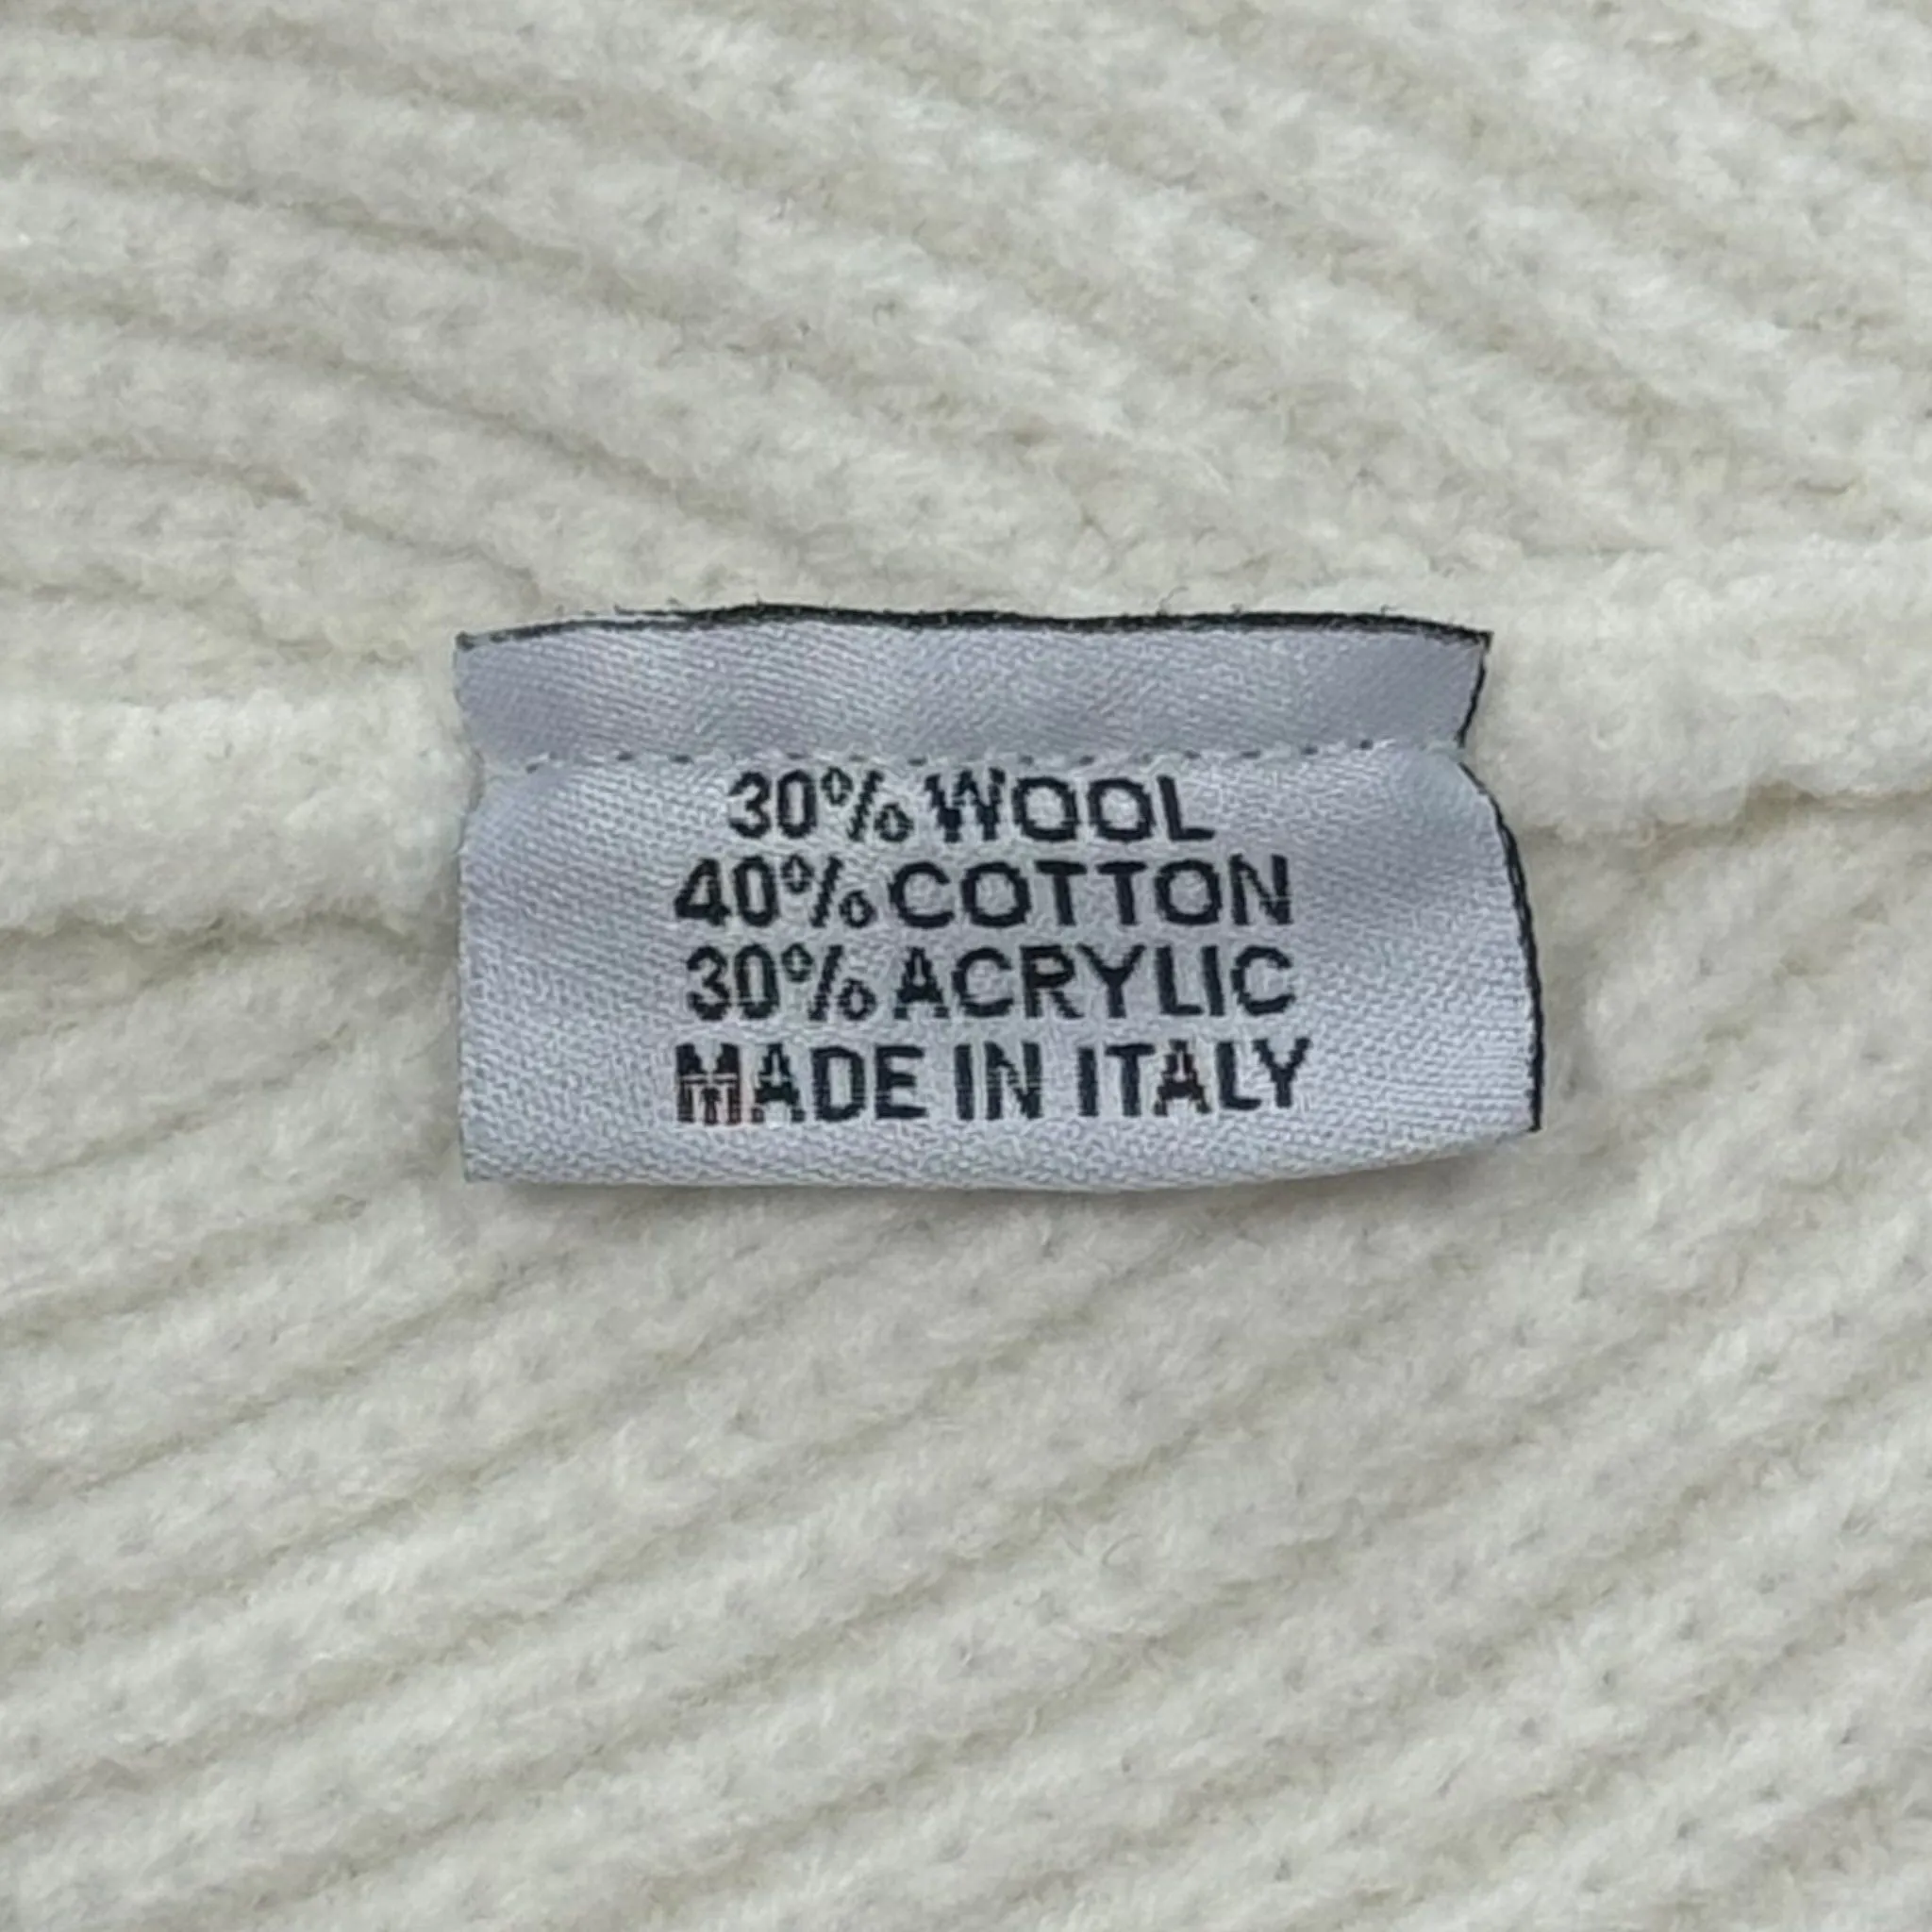 30% WOOL
40% COTTON
30% ACRYLIC
MADE IN ITALY